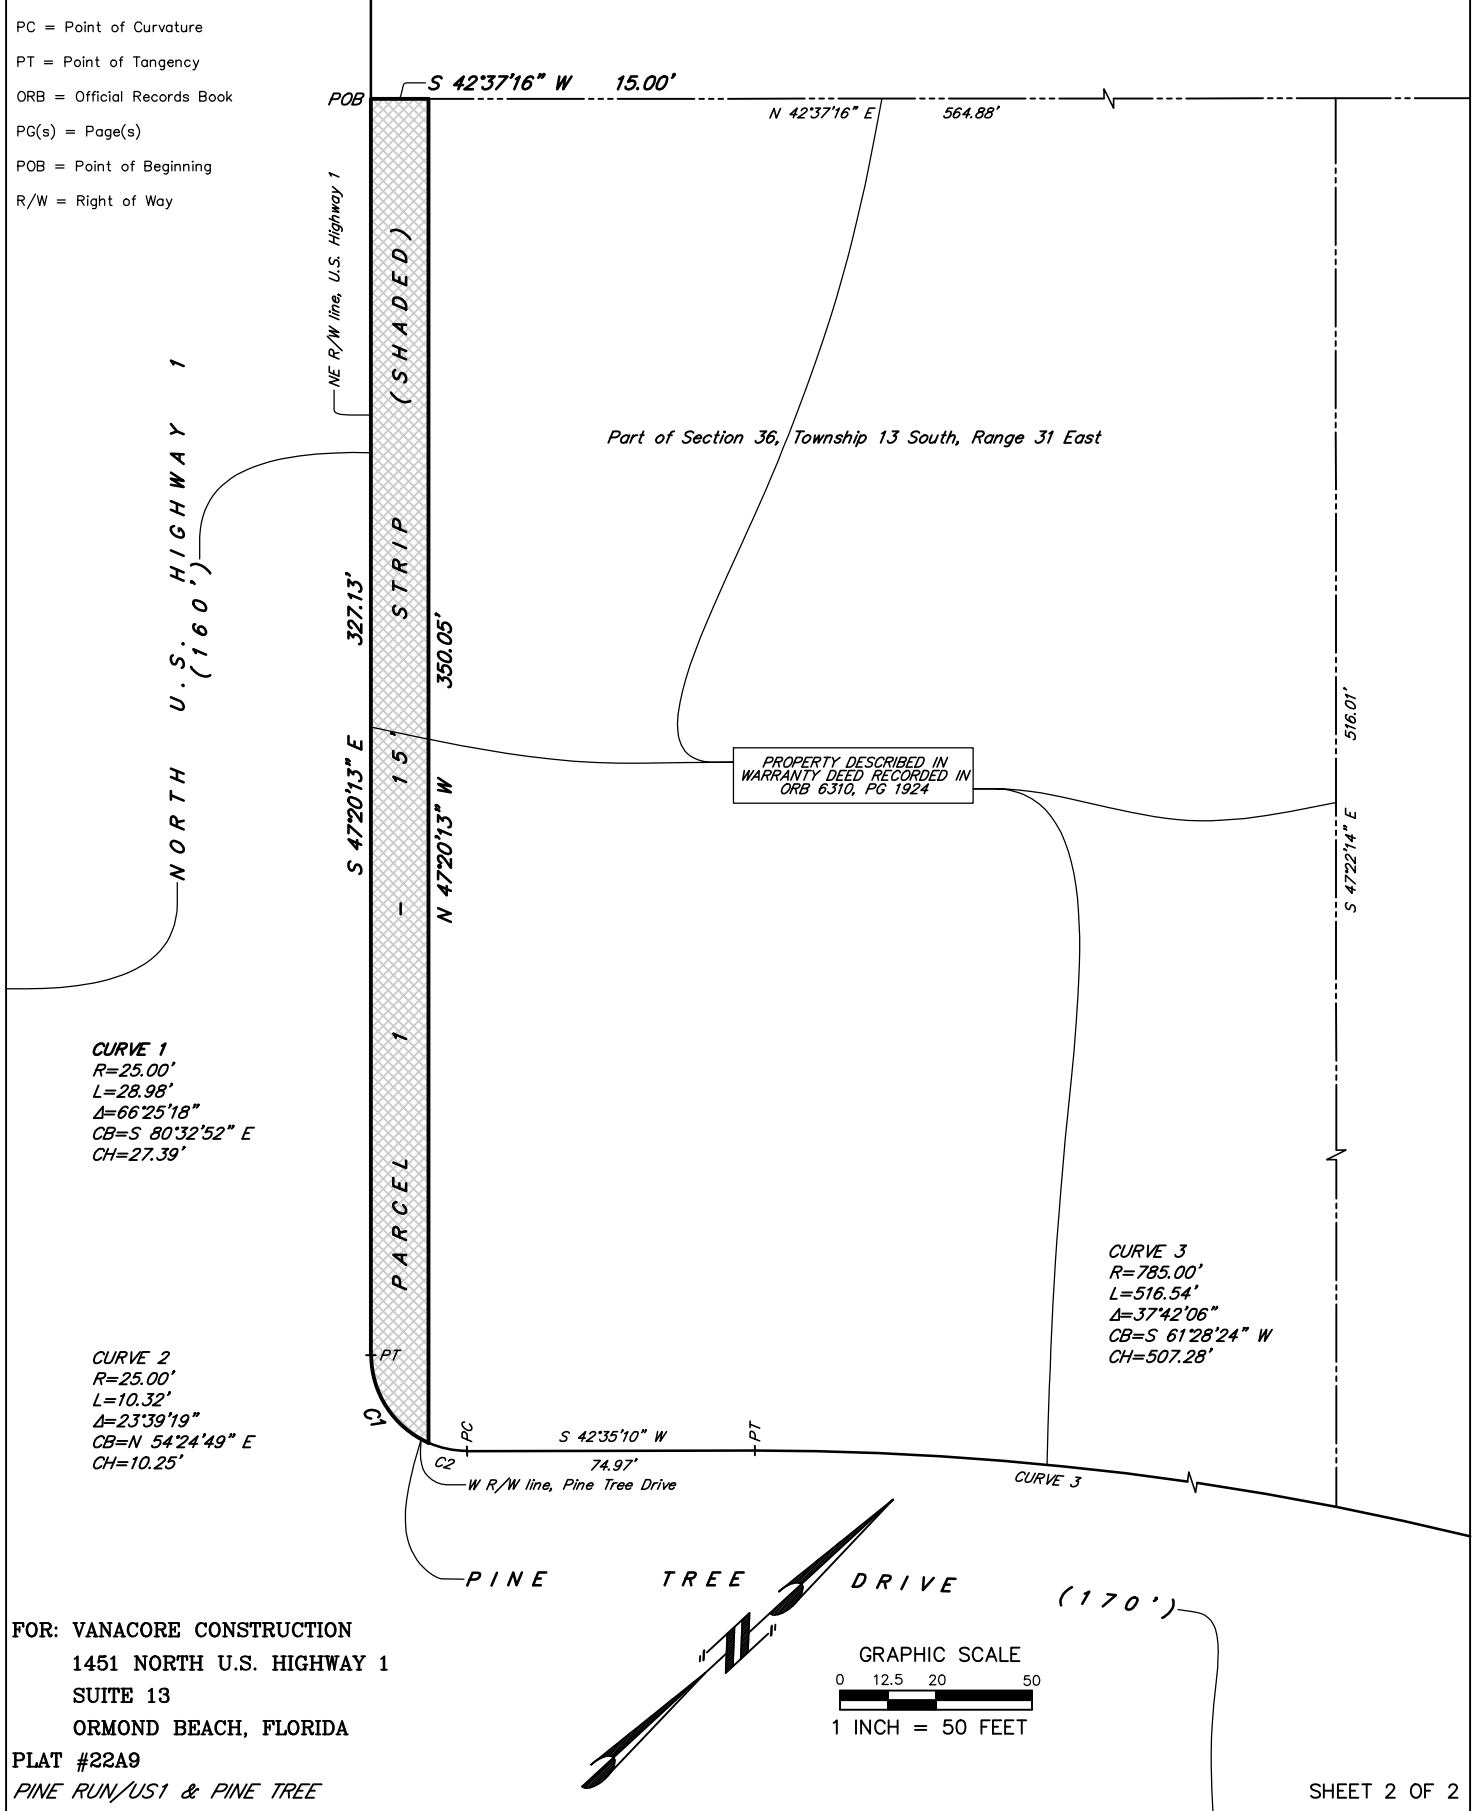 PC = Point of Curvature
PT = Point of Tangency
ORB = Official Records Book
PG(s) = Page(s)
POB = Point of Beginning
R/W = Right of Way
S 42°37'16" W 15.00'
POB
N 42°37'16" E 564.88'
NE R/W line, U.S. Highway 1
NORTH U.S. HIGHWAY 1
(160')
PARCEL 1 - 15' STRIP (SHADED)
S 47°20'13" E 327.13'
N 47°20'13" W 350.05'
Part of Section 36, Township 13 South, Range 31 East
PROPERTY DESCRIBED IN
WARRANTY DEED RECORDED IN
ORB 6310, PG 1924
S 47°22'14" E 516.01'
CURVE 1
R=25.00'
L=28.98'
Δ=66°25'18"
CB=S 80°32'52" E
CH=27.39'
CURVE 2
R=25.00'
L=10.32'
Δ=23°39'19"
CB=N 54°24'49" E
CH=10.25'
CURVE 3
R=785.00'
L=516.54'
Δ=37°42'06"
CB=S 61°28'24" W
CH=507.28'
PT
C1
C2
PC
S 42°35'10" W
74.97'
PT
W R/W line, Pine Tree Drive
CURVE 3
PINE TREE DRIVE (170')
FOR: VANACORE CONSTRUCTION
1451 NORTH U.S. HIGHWAY 1
SUITE 13
ORMOND BEACH, FLORIDA
PLAT #22A9
PINE RUN/US1 & PINE TREE
"N"
GRAPHIC SCALE
0 12.5 20 50
1 INCH = 50 FEET
SHEET 2 OF 2